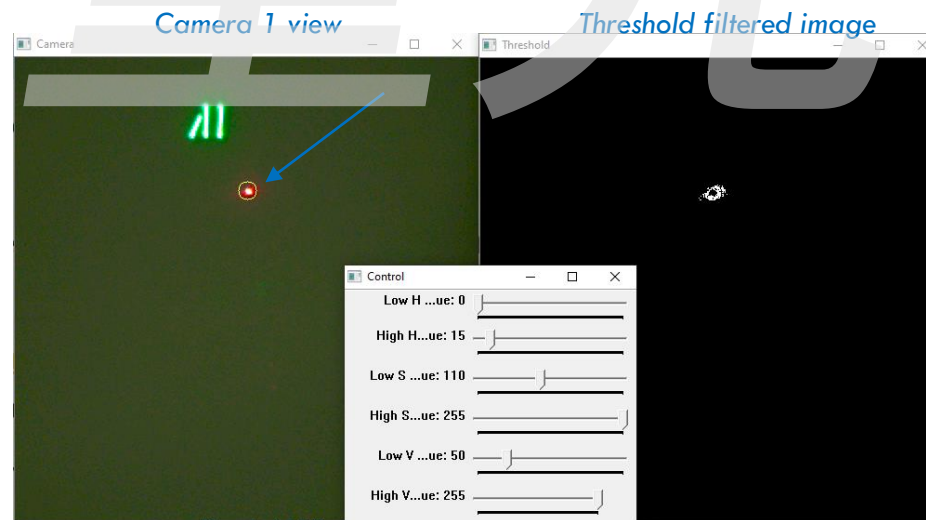 Camera 1 view
Threshold filtered image
Camera
Threshold
Control
Low H ...ue: 0
High H...ue: 15
Low S ...ue: 110
High S...ue: 255
Low V ...ue: 50
High V...ue: 255